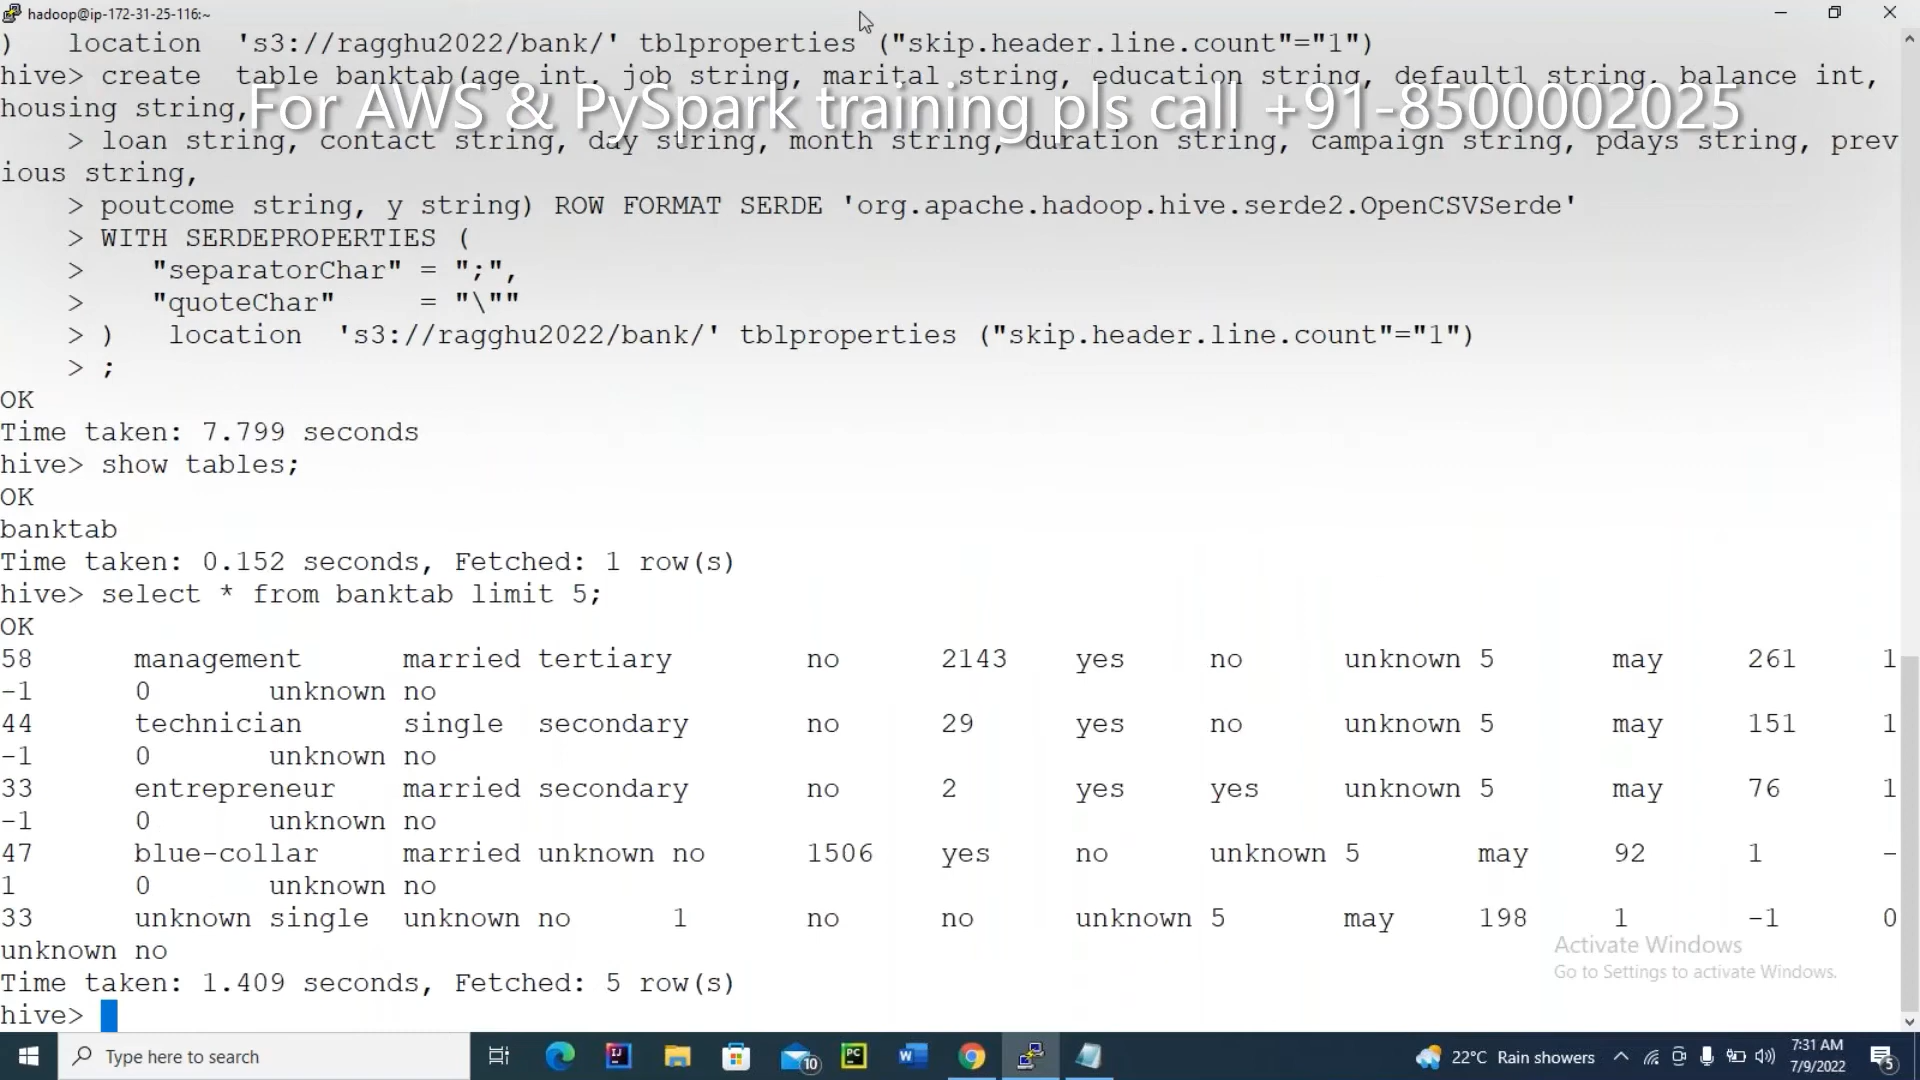 hadoop@ip-172-31-25-116:~
)   location  's3://ragghu2022/bank/' tblproperties ("skip.header.line.count"="1")
hive> create  table banktab(age int, job string, marital string, education string, default1 string, balance int,
housing string,
For AWS & PySpark training pls call +91-8500002025
    > loan string, contact string, day string, month string, duration string, campaign string, pdays string, prev
ious string,
    > poutcome string, y string) ROW FORMAT SERDE 'org.apache.hadoop.hive.serde2.OpenCSVSerde'
    > WITH SERDEPROPERTIES (
    >    "separatorChar" = ";",
    >    "quoteChar"     = "\""
    > )   location  's3://ragghu2022/bank/' tblproperties ("skip.header.line.count"="1")
    > ;
OK
Time taken: 7.799 seconds
hive> show tables;
OK
banktab
Time taken: 0.152 seconds, Fetched: 1 row(s)
hive> select * from banktab limit 5;
OK
58      management      married tertiary        no      2143    yes     no      unknown 5       may     261     1
-1      0       unknown no
44      technician      single  secondary       no      29      yes     no      unknown 5       may     151     1
-1      0       unknown no
33      entrepreneur    married secondary       no      2       yes     yes     unknown 5       may     76      1
-1      0       unknown no
47      blue-collar     married unknown no      1506    yes     no      unknown 5       may     92      1       -
1       0       unknown no
33      unknown single  unknown no      1       no      no      unknown 5       may     198     1       -1      0
unknown no
Time taken: 1.409 seconds, Fetched: 5 row(s)
hive>
Activate Windows
Go to Settings to activate Windows.
Type here to search
IJ
10
PC
W
22°C Rain showers
7:31 AM
7/9/2022
5